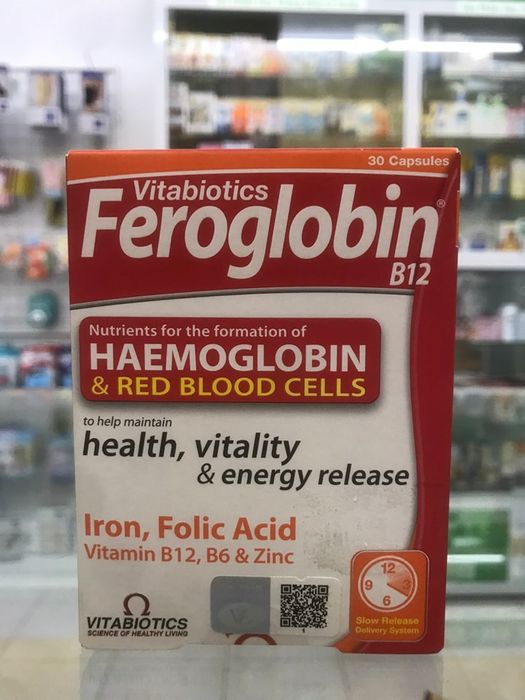 30 Capsules
Vitabiotics
Feroglobin®
B12
Nutrients for the formation of
HAEMOGLOBIN
& RED BLOOD CELLS
to help maintain
health, vitality
& energy release
Iron, Folic Acid
Vitamin B12, B6 & Zinc
12
9 3
6
Slow Release
Delivery System
VITABIOTICS
SCIENCE OF HEALTHY LIVING
V
1